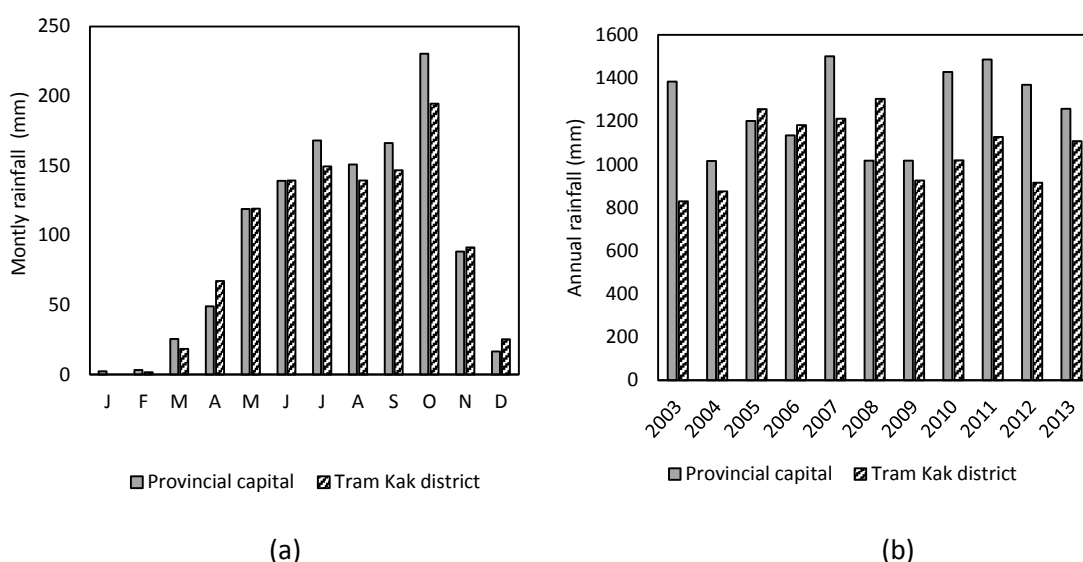 Montly rainfall (mm)
250
200
150
100
50
0
J F M A M J J A S O N D
Provincial capital Tram Kak district
(a)
Annual rainfall (mm)
1600
1400
1200
1000
800
600
400
200
0
2003 2004 2005 2006 2007 2008 2009 2010 2011 2012 2013
Provincial capital Tram Kak district
(b)